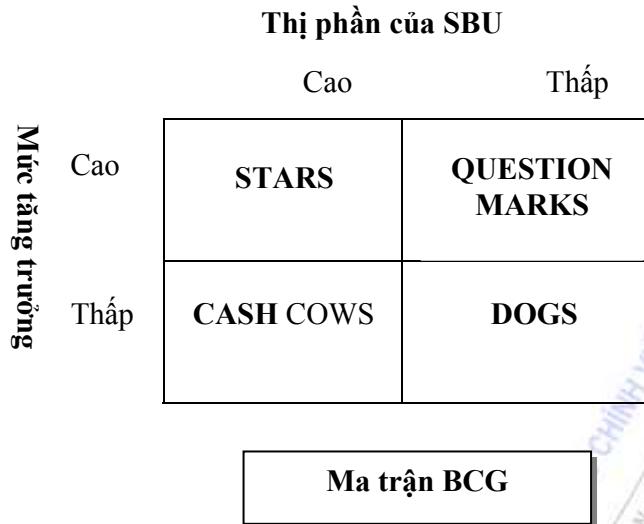 Thị phần của SBU
Cao Thấp
Mức tăng trưởng
Cao
STARS
QUESTION
MARKS
Thấp
CASH COWS
DOGS
CHÍNH
Ma trận BCG